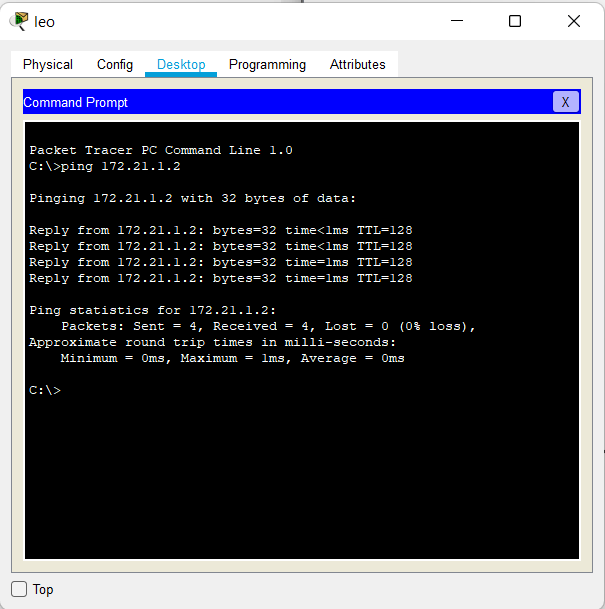 leo
Physical Config Desktop Programming Attributes
Command Prompt X
Packet Tracer PC Command Line 1.0
C:\>ping 172.21.1.2
Pinging 172.21.1.2 with 32 bytes of data:
Reply from 172.21.1.2: bytes=32 time<1ms TTL=128
Reply from 172.21.1.2: bytes=32 time<1ms TTL=128
Reply from 172.21.1.2: bytes=32 time=1ms TTL=128
Reply from 172.21.1.2: bytes=32 time=1ms TTL=128
Ping statistics for 172.21.1.2:
Packets: Sent = 4, Received = 4, Lost = 0 (0% loss),
Approximate round trip times in milli-seconds:
Minimum = 0ms, Maximum = 1ms, Average = 0ms
C:\>
Top